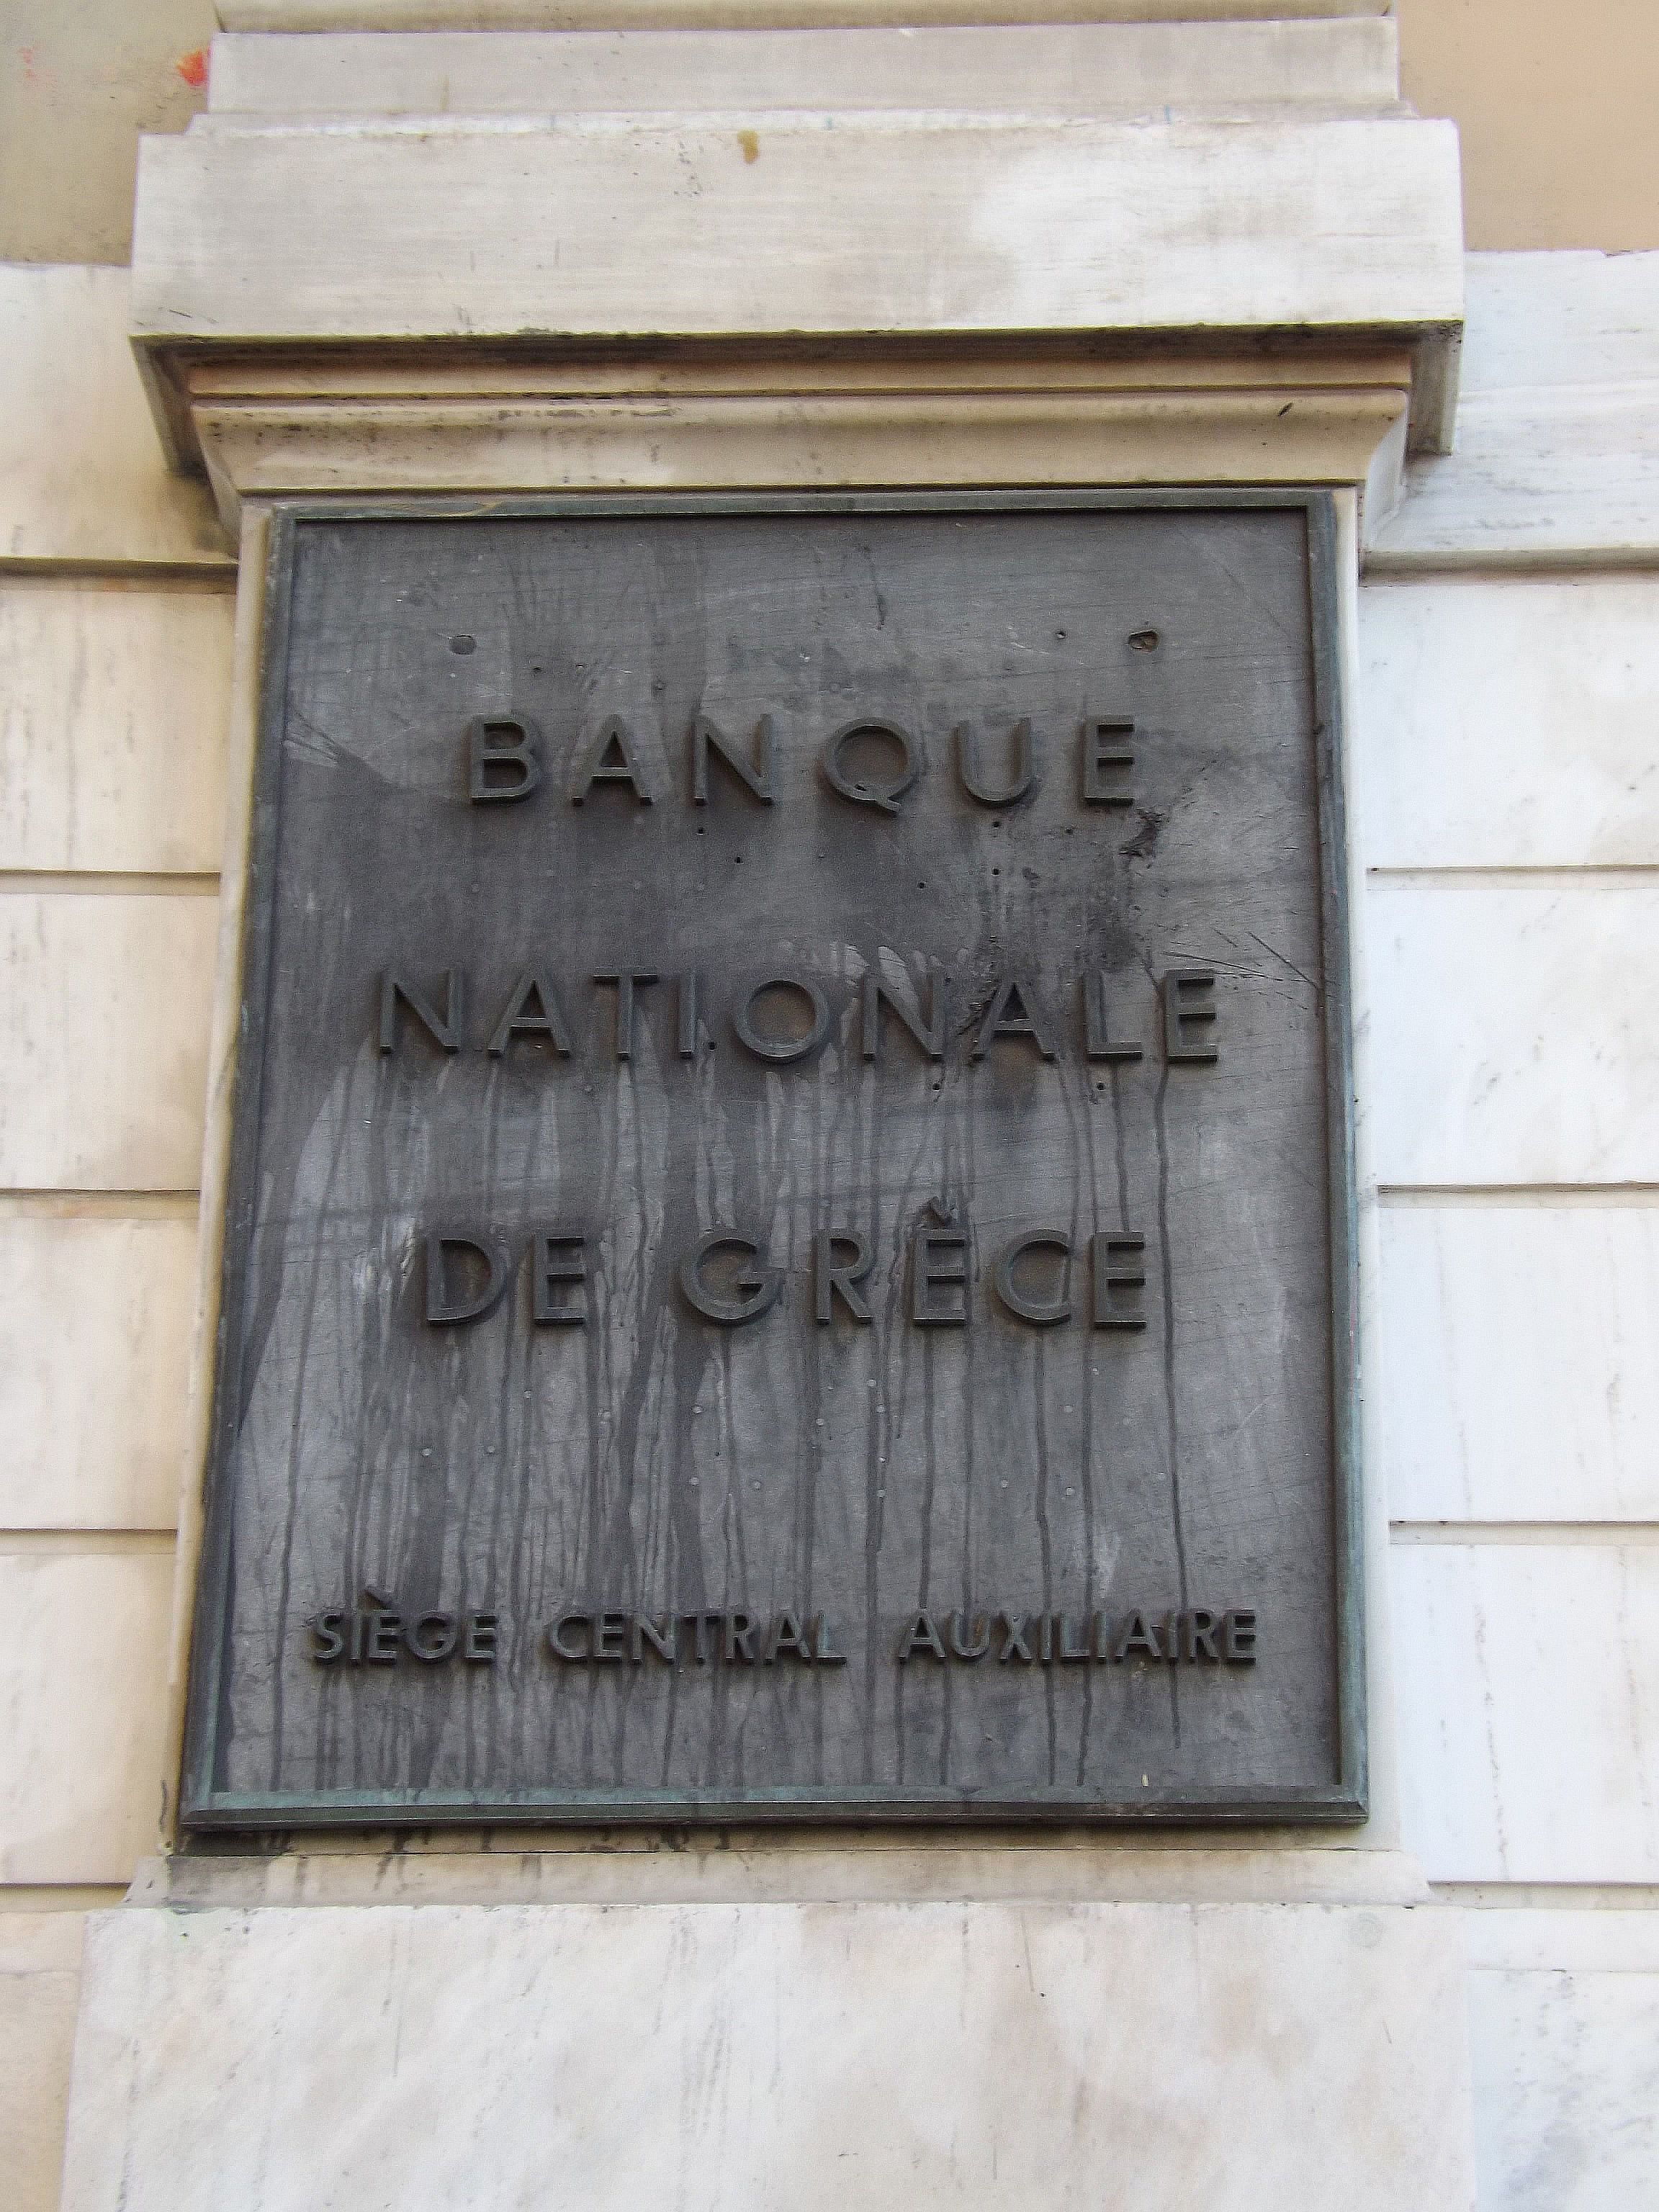 BANQUE
NATIONALE
DE GRÈCE
SIÈGE CENTRAL AUXILIAIRE